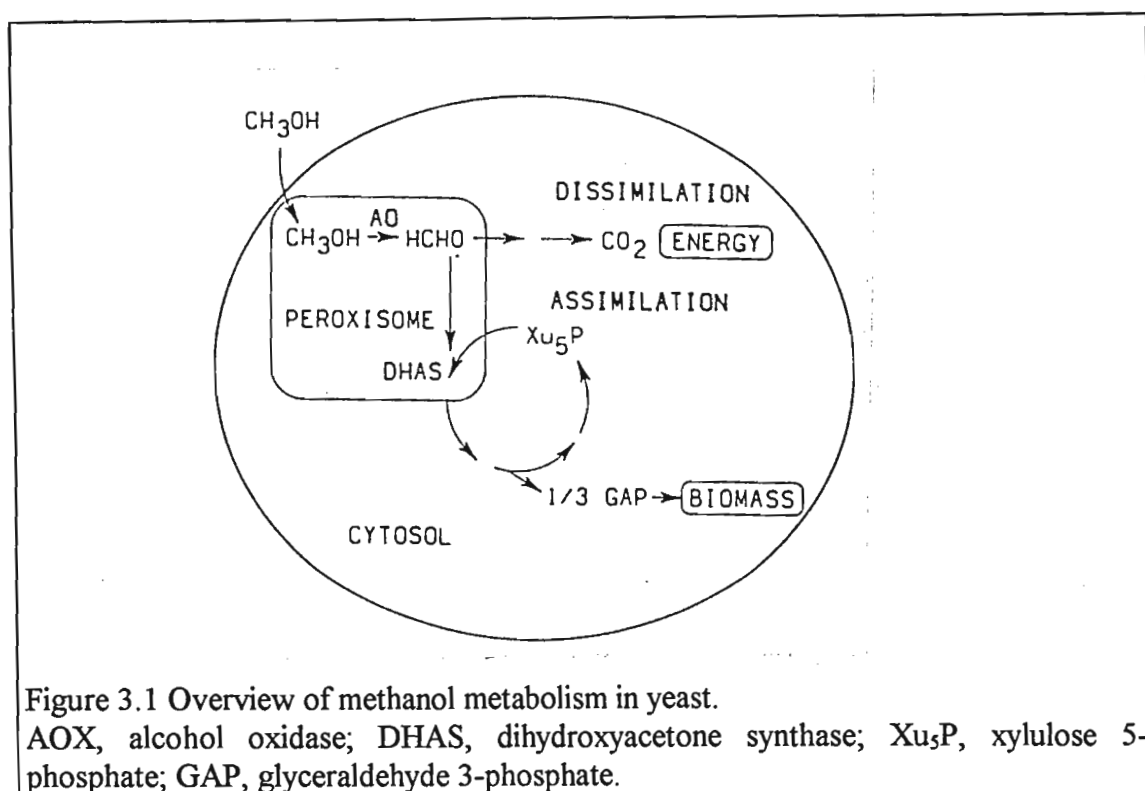 CH3OH
DISSIMILATION
AO
CH3OH HCHO CO2 ENERGY
ASSIMILATION
PEROXISOME Xu5P
DHAS
1/3 GAP BIOMASS
CYTOSOL
Figure 3.1 Overview of methanol metabolism in yeast.
AOX, alcohol oxidase; DHAS, dihydroxyacetone synthase; Xu5P, xylulose 5-
phosphate; GAP, glyceraldehyde 3-phosphate.